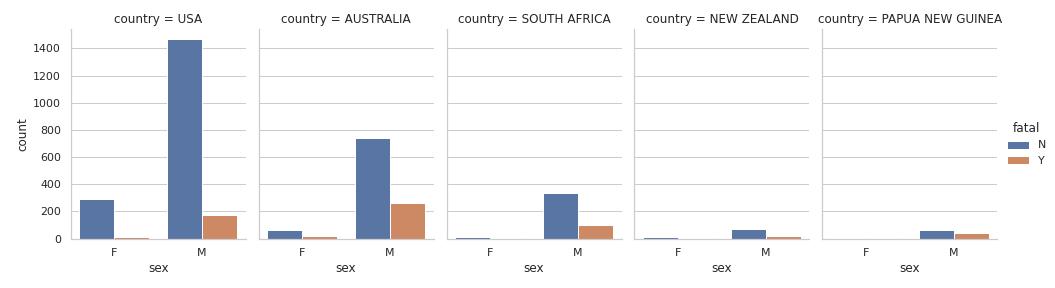 country = USA
country = AUSTRALIA
country = SOUTH AFRICA
country = NEW ZEALAND
country = PAPUA NEW GUINEA
1400
1200
1000
800
600
400
200
0
count
F M
F M
F M
F M
F M
sex
sex
sex
sex
sex
fatal
N
Y